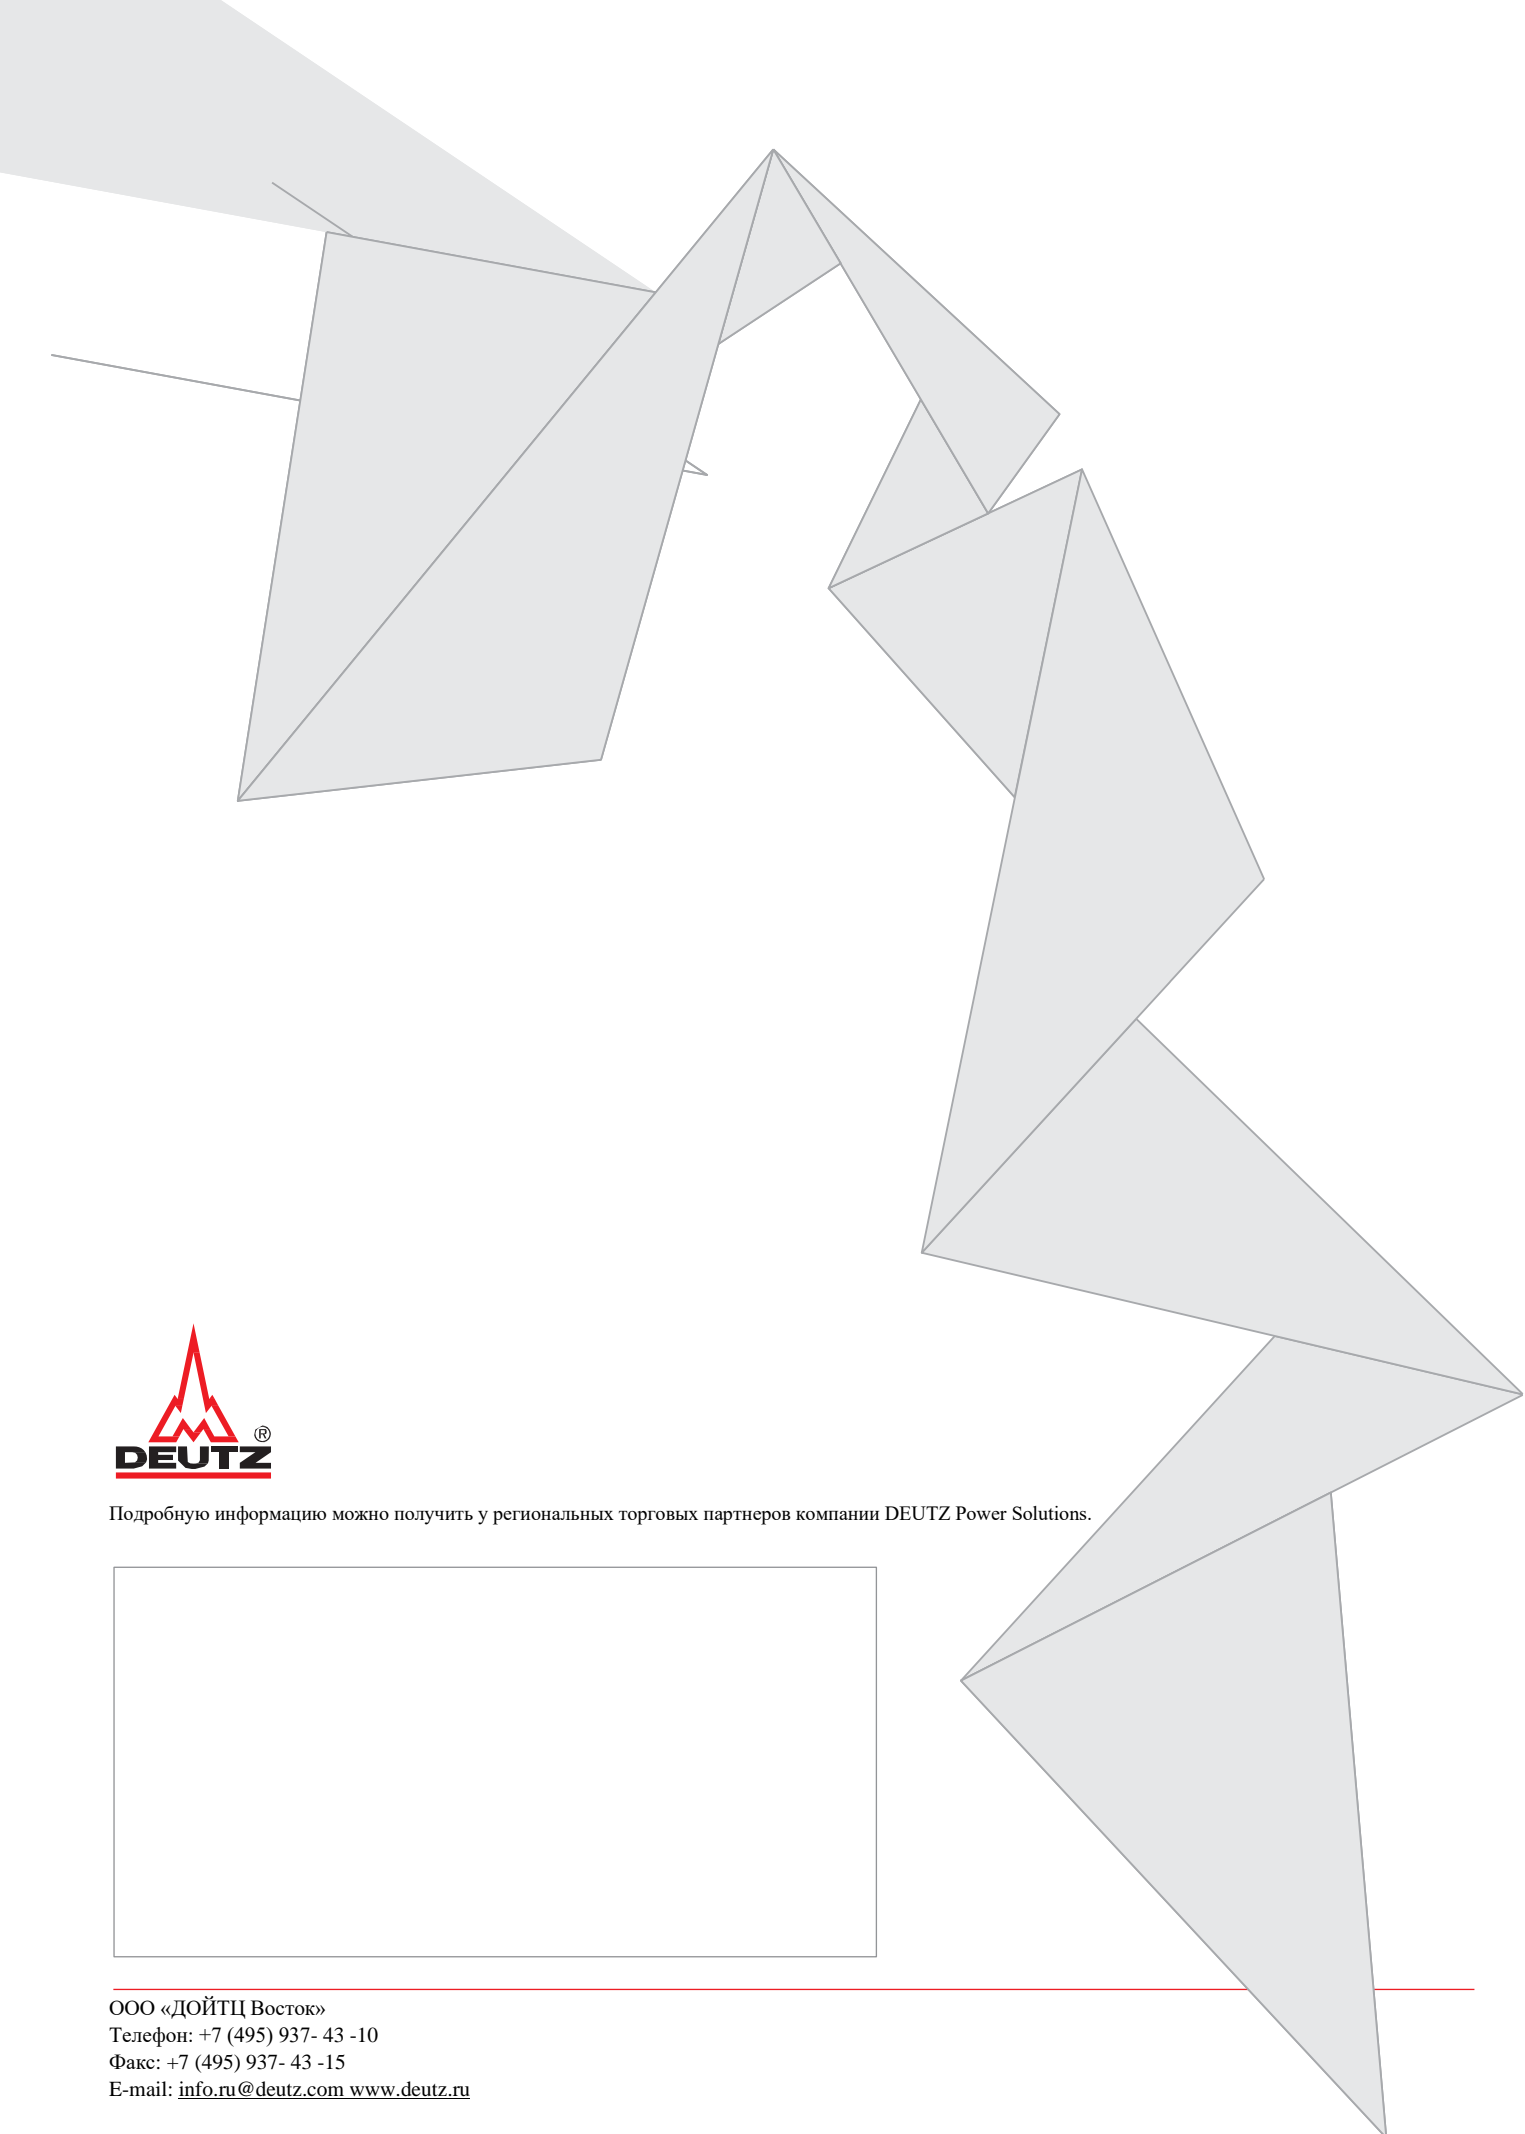 DEUTZ®
Подробную информацию можно получить у региональных торговых партнеров компании DEUTZ Power Solutions.
ООО «ДОЙТЦ Восток»
Телефон: +7 (495) 937- 43 -10
Факс: +7 (495) 937- 43 -15
E-mail: info.ru@deutz.com www.deutz.ru